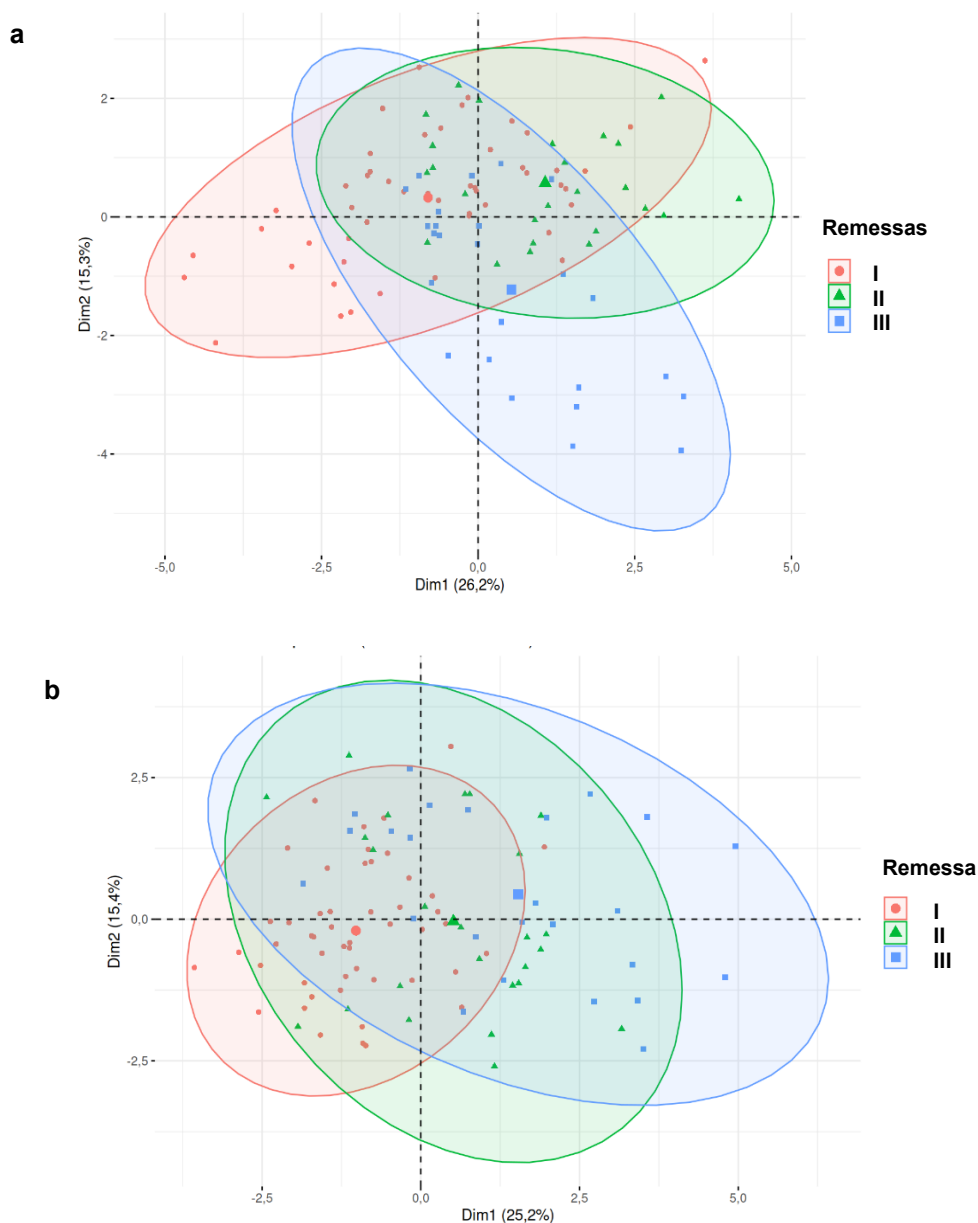 a
2
0
-2
-4
Dim2 (15,3%)
-5,0
-2,5
0,0
2,5
5,0
Dim1 (26,2%)
Remessas
I
II
III
b
2,5
0,0
-2,5
Dim2 (15,4%)
-2,5
0,0
2,5
5,0
Dim1 (25,2%)
Remessa
I
II
III